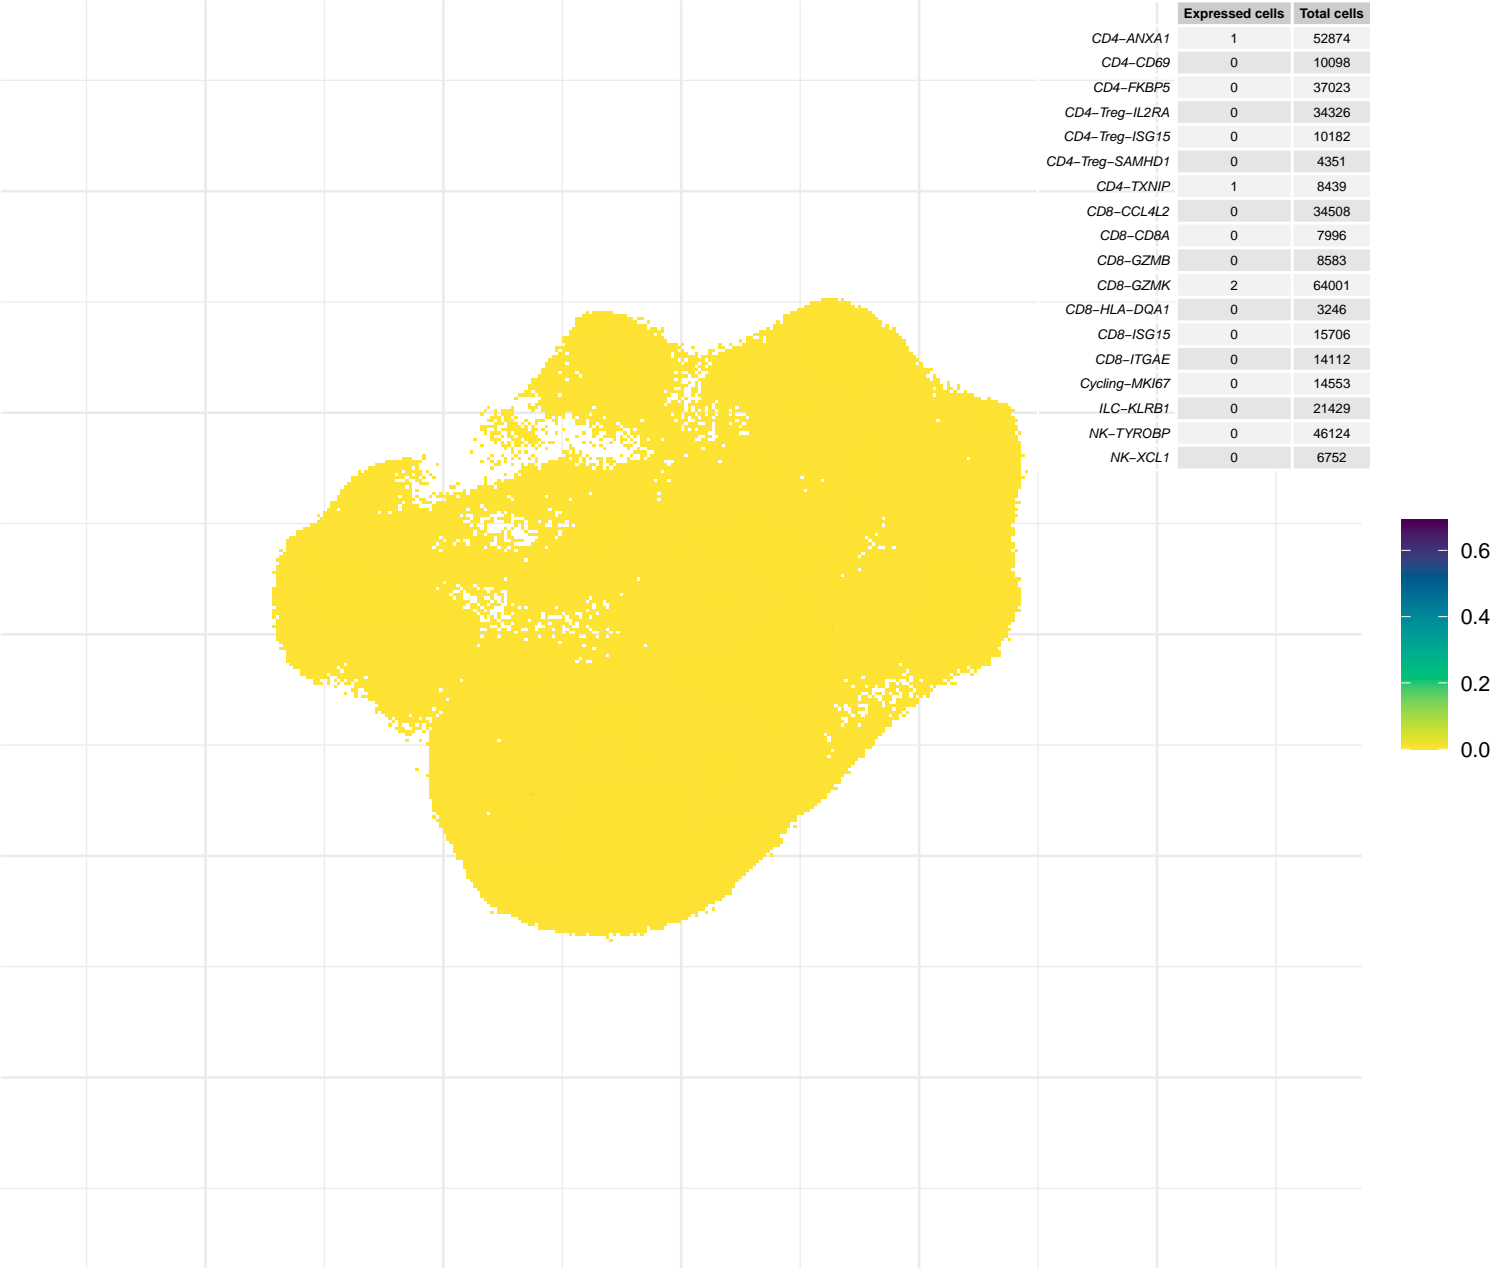 Expressed cells Total cells
CD4−ANXA1 1 52874
CD4−CD69 0 10098
CD4−FKBP5 0 37023
CD4−Treg−IL2RA 0 34326
CD4−Treg−ISG15 0 10182
CD4−Treg−SAMHD1 0 4351
CD4−TXNIP 1 8439
CD8−CCL4L2 0 34508
CD8−CD8A 0 7996
CD8−GZMB 0 8583
CD8−GZMK 2 64001
CD8−HLA−DQA1 0 3246
CD8−ISG15 0 15706
CD8−ITGAE 0 14112
Cycling−MKI67 0 14553
ILC−KLRB1 0 21429
NK−TYROBP 0 46124
NK−XCL1 0 6752
0.6
0.4
0.2
0.0